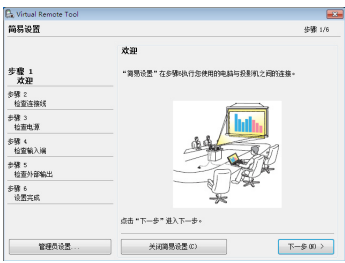 Virtual Remote Tool
简易设置
步骤 1/6
欢迎
步骤 1
欢迎
步骤 2
检查连接线
步骤 3
检查电源
步骤 4
检查输入端
步骤 5
检查外部输出
步骤 6
设置完成
“简易设置”在步骤6执行您使用的电脑与投影机之间的连接。
点击“下一步”进入下一步。
管理员设置...
关闭简易设置(C)
下一步(N) >